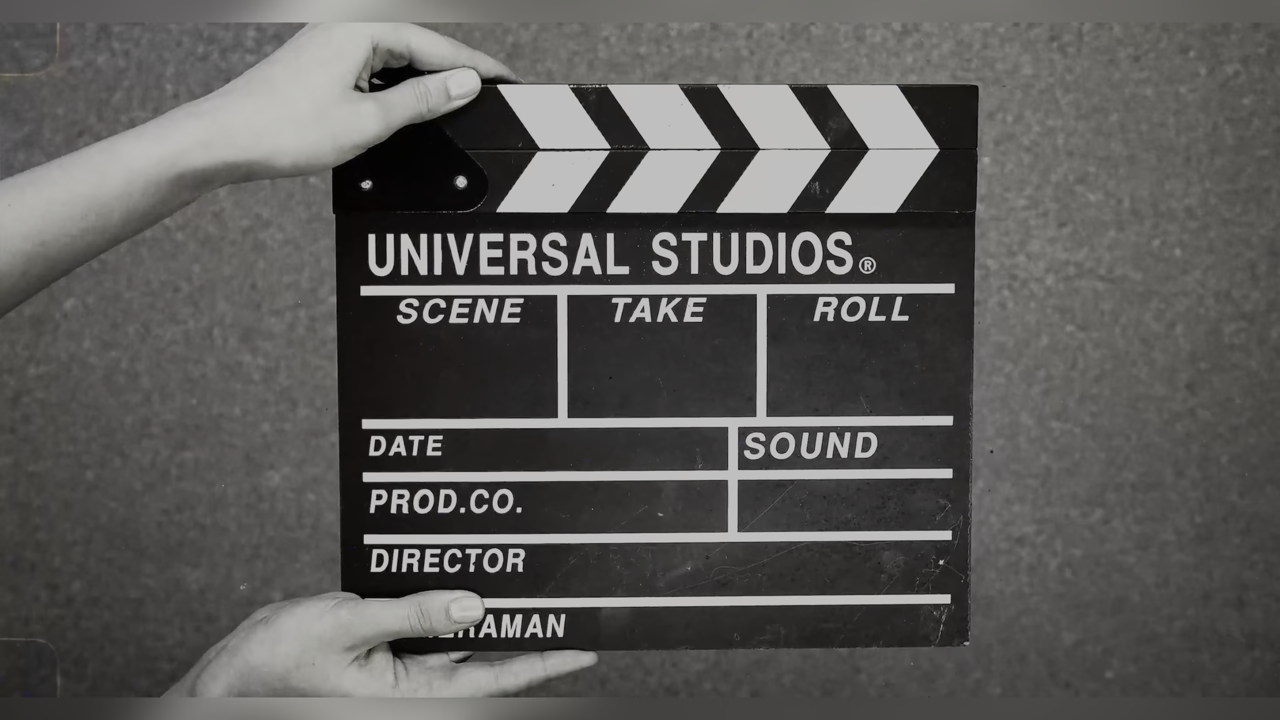 UNIVERSAL STUDIOS®
SCENE TAKE ROLL
DATE SOUND
PROD.CO.
DIRECTOR